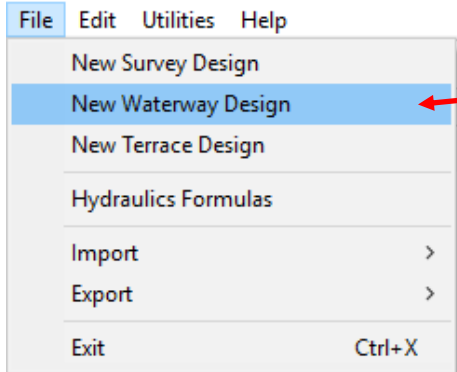 File Edit Utilities Help
New Survey Design
New Waterway Design
New Terrace Design
Hydraulics Formulas
Import >
Export >
Exit Ctrl+X